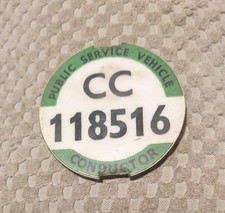 PUBLIC SERVICE VEHICLE
CC
118516
CONDUCTOR